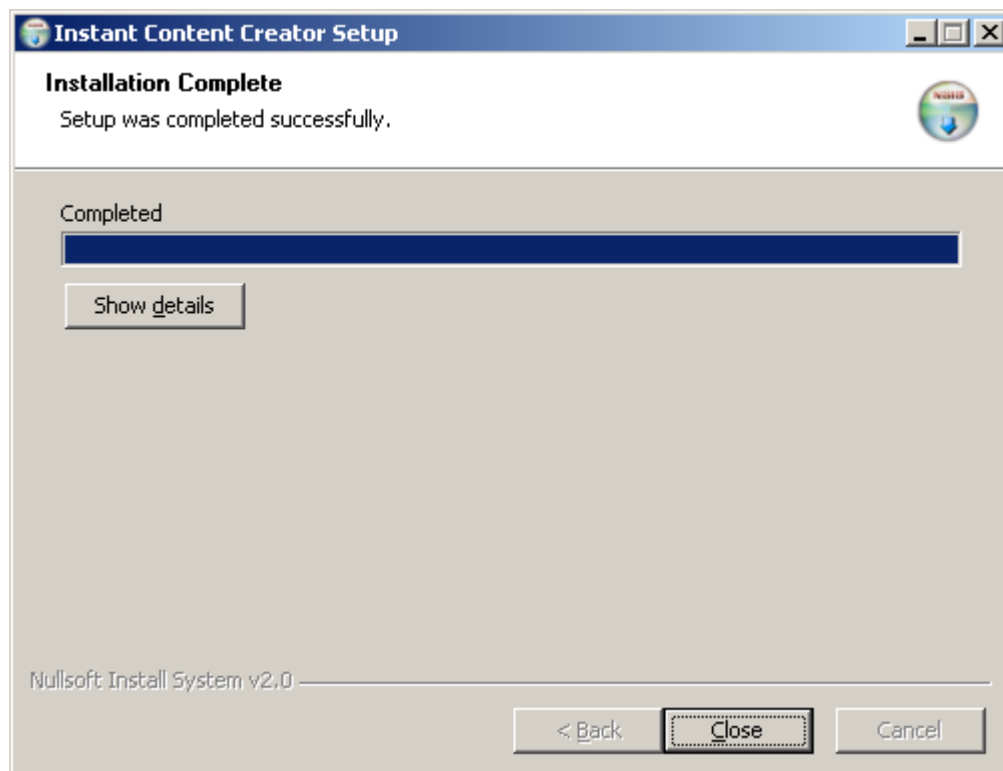 Instant Content Creator Setup
Installation Complete
Setup was completed successfully.
Completed
Show details
Nullsoft Install System v2.0
< Back
Close
Cancel